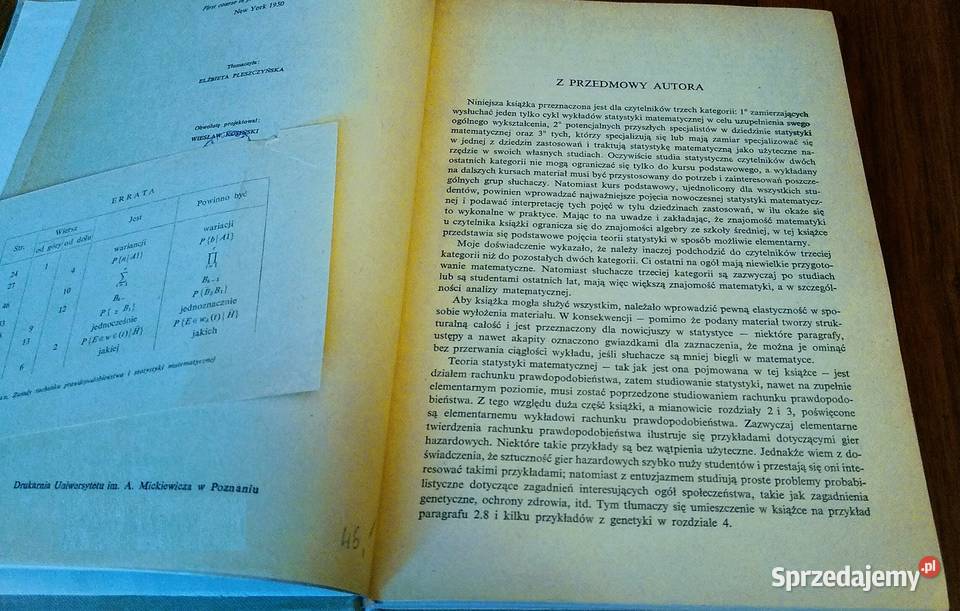 First course in
New York 1950
Tłumaczyła:
ELŻBIETA PLESZCZYŃSKA
Obwolutę projektował:
WIESŁAW
ERRATA
Str.
Wiersz
Jest
Powinno być
od góry
od dołu
24
1
4
wariancji
wariacji
27
P{a|A1}
P{b|A1}
10
∑
∏
46
12
9
jednocześnie
jednoznacznie
13
2
jakiej
jakich
6
Zasady rachunku prawdopodobieństwa i statystyki matematycznej
Drukarnia Uniwersytetu im. A. Mickiewicza w Poznaniu
45,
Z PRZEDMOWY AUTORA
Niniejsza książka przeznaczona jest dla czytelników trzech kategorii: 1° zamierzających
wysłuchać jeden tylko cykl wykładów statystyki matematycznej w celu uzupełnienia swego
ogólnego wykształcenia, 2° potencjalnych przyszłych specjalistów w dziedzinie statystyki
matematycznej oraz 3° tych, którzy specjalizują się lub mają zamiar specjalizować się
w jednej z dziedzin zastosowań i traktują statystykę matematyczną jako użyteczne na-
rzędzie w swoich własnych studiach. Oczywiście studia statystyczne czytelników dwóch
ostatnich kategorii nie mogą ograniczać się tylko do kursu podstawowego, a wykładany
na dalszych kursach materiał musi być przystosowany do potrzeb i zainteresowań poszcze-
gólnych grup słuchaczy. Natomiast kurs podstawowy, ujednolicony dla wszystkich stu-
dentów, powinien wprowadzać najważniejsze pojęcia nowoczesnej statystyki matematycz-
nej i podawać interpretację tych pojęć w tylu dziedzinach zastosowań, w ilu okaże się
to wykonalne w praktyce. Mając to na uwadze i zakładając, że znajomość matematyki
u czytelnika książki ogranicza się do znajomości algebry ze szkoły średniej, w tej książce
przedstawia się podstawowe pojęcia teorii statystyki w sposób możliwie elementarny.
Moje doświadczenie wykazało, że należy inaczej podchodzić do czytelników trzeciej
kategorii niż do pozostałych dwóch kategorii. Ci ostatni na ogół mają niewielkie przygoto-
wanie matematyczne. Natomiast słuchacze trzeciej kategorii są zazwyczaj po studiach
lub są studentami ostatnich lat, mają więc większą znajomość matematyki, a w szczegól-
ności analizy matematycznej.
Aby książka mogła służyć wszystkim, należało wprowadzić pewną elastyczność w spo-
sobie wyłożenia materiału. W konsekwencji — pomimo że podany materiał tworzy struk-
turalną całość i jest przeznaczony dla nowicjuszy w statystyce — niektóre paragrafy,
ustępy a nawet akapity oznaczono gwiazdkami dla zaznaczenia, że można je ominąć
bez przerwania ciągłości wykładu, jeśli słuchacze są mniej biegli w matematyce.
Teoria statystyki matematycznej — tak jak jest ona pojmowana w tej książce — jest
działem rachunku prawdopodobieństwa, zatem studiowanie statystyki, nawet na zupełnie
elementarnym poziomie, musi zostać poprzedzone studiowaniem rachunku prawdopodo-
bieństwa. Z tego względu duża część książki, a mianowicie rozdziały 2 i 3, poświęcone
są elementarnemu wykładowi rachunku prawdopodobieństwa. Zazwyczaj elementarne
twierdzenia rachunku prawdopodobieństwa ilustruje się przykładami dotyczącymi gier
hazardowych. Niektóre takie przykłady są bez wątpienia użyteczne. Jednakże wiem z do-
świadczenia, że sztuczność gier hazardowych szybko nuży studentów i przestają się oni inte-
resować takimi przykładami; natomiast z entuzjazmem studiują proste problemy probabi-
listyczne dotyczące zagadnień interesujących ogół społeczeństwa, takie jak zagadnienia
genetyczne, ochrony zdrowia, itd. Tym tłumaczy się umieszczenie w książce na przykład
paragrafu 2.8 i kilku przykładów z genetyki w rozdziale 4.
Sprzedajemy.pl